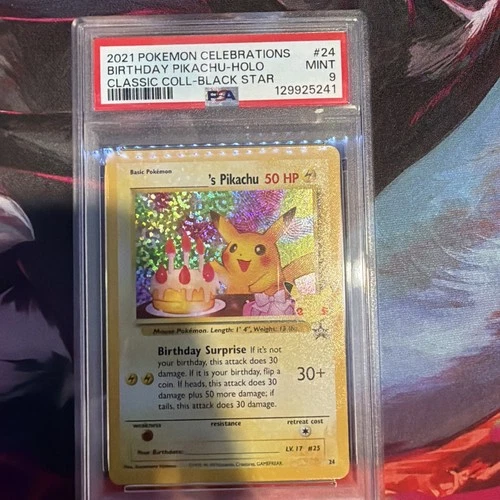 2021 POKEMON CELEBRATIONS #24
BIRTHDAY PIKACHU-HOLO MINT
CLASSIC COLL-BLACK STAR 9
PSA 129925241
Basic Pokémon
's Pikachu 50 HP
Mouse Pokémon. Length: 1' 4", Weight: 13 lbs.
Birthday Surprise If it's not
your birthday, this attack does 30
damage. If it is your birthday, flip a
coin. If heads, this attack does 30
damage plus 50 more damage; if
tails, this attack does 30 damage.
30+
weakness resistance retreat cost
Your Birthday:
LV. 17 #25
24